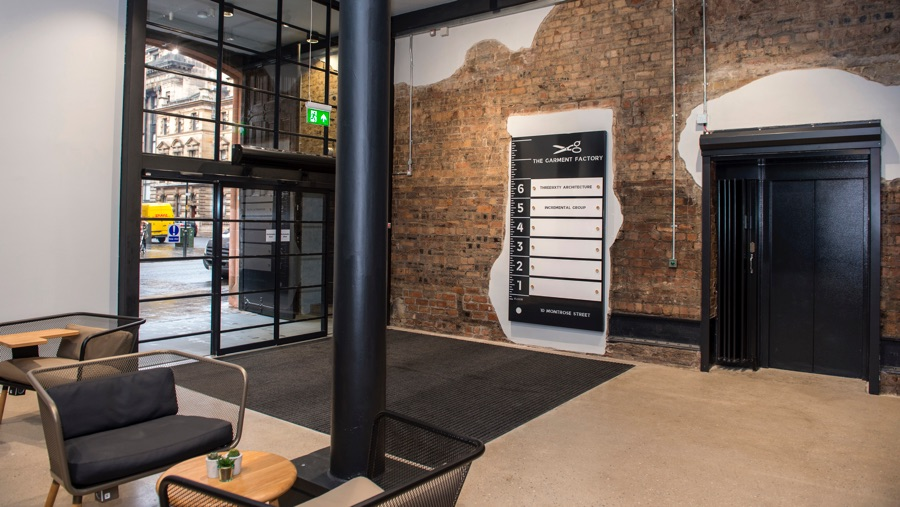 THE GARMENT FACTORY
6 THREESIXTY ARCHITECTURE
5 INCREMENTAL GROUP
4
3
2
1
10 MONTROSE STREET